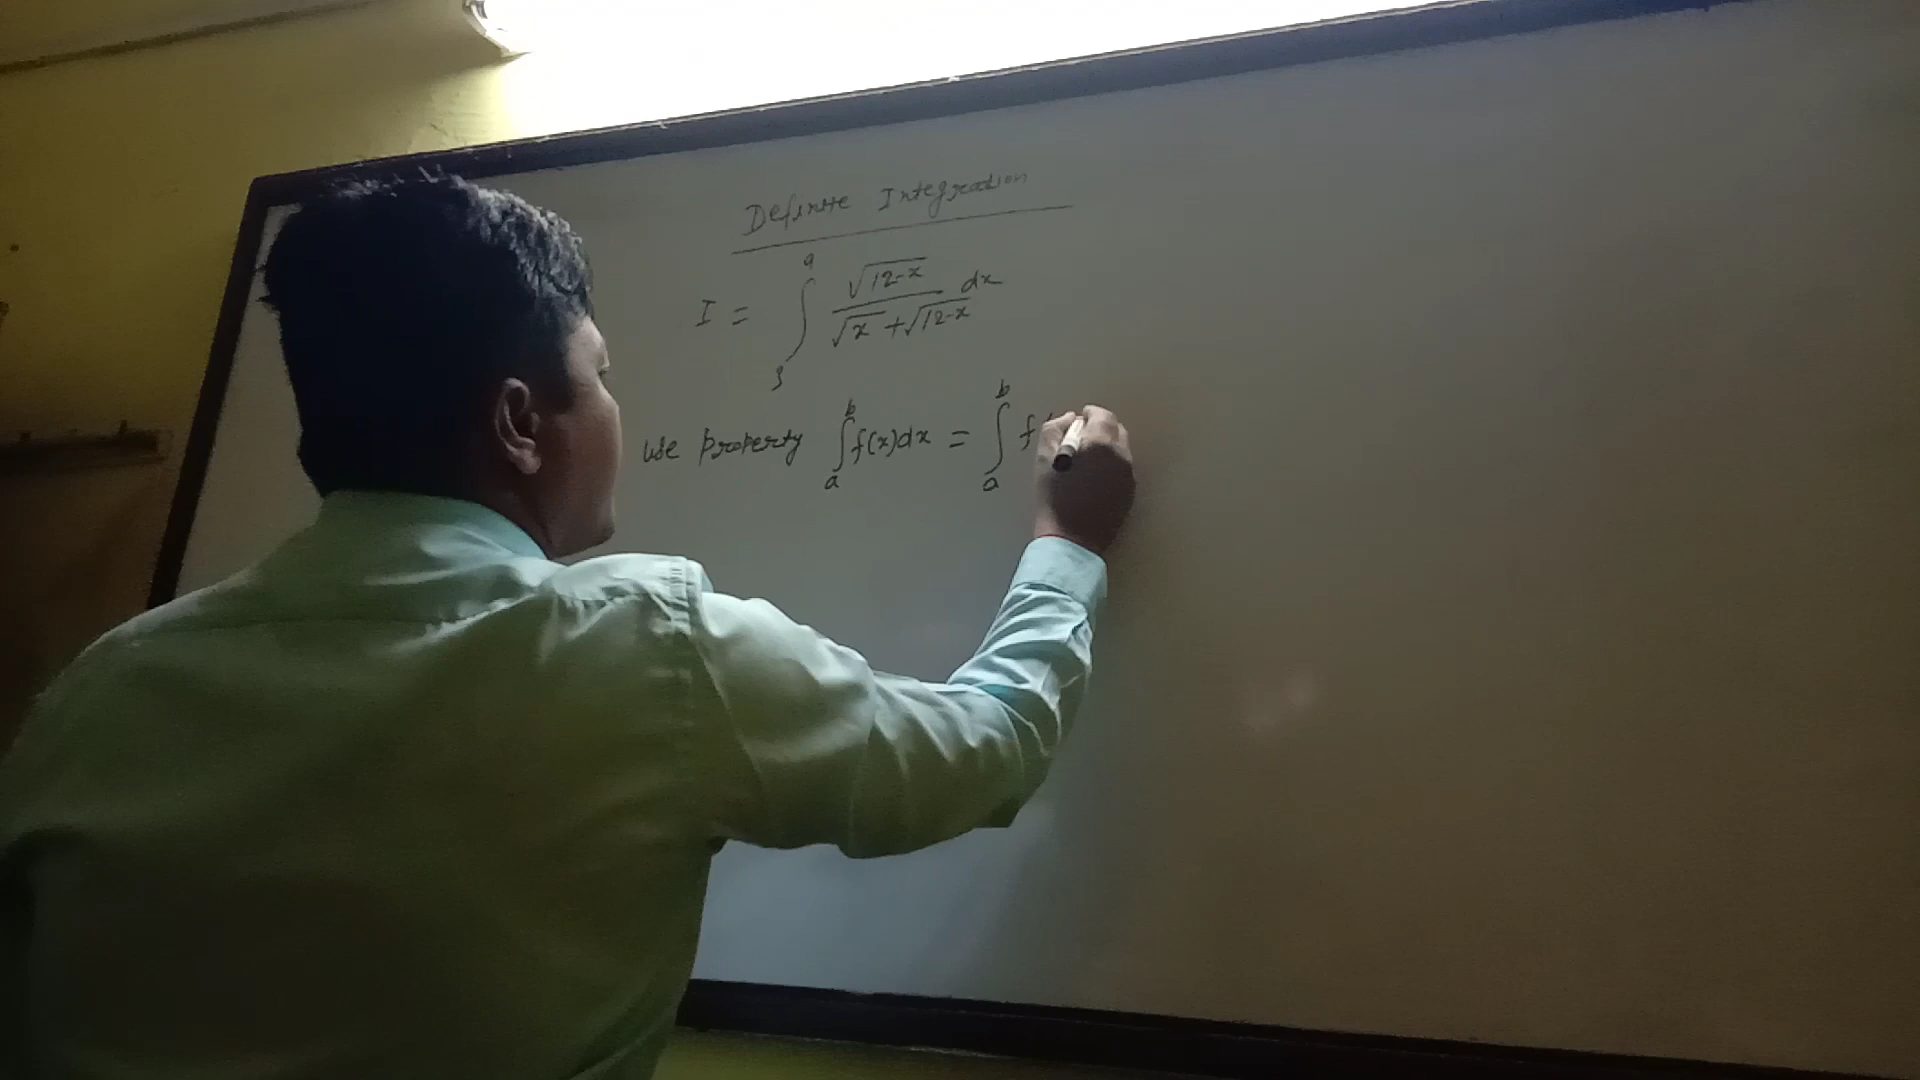 Definite Integration
I = ∫₃⁹ √(12-x) / (√x + √(12-x)) dx
Use Property ∫ₐᵇ f(x)dx = ∫ₐᵇ f